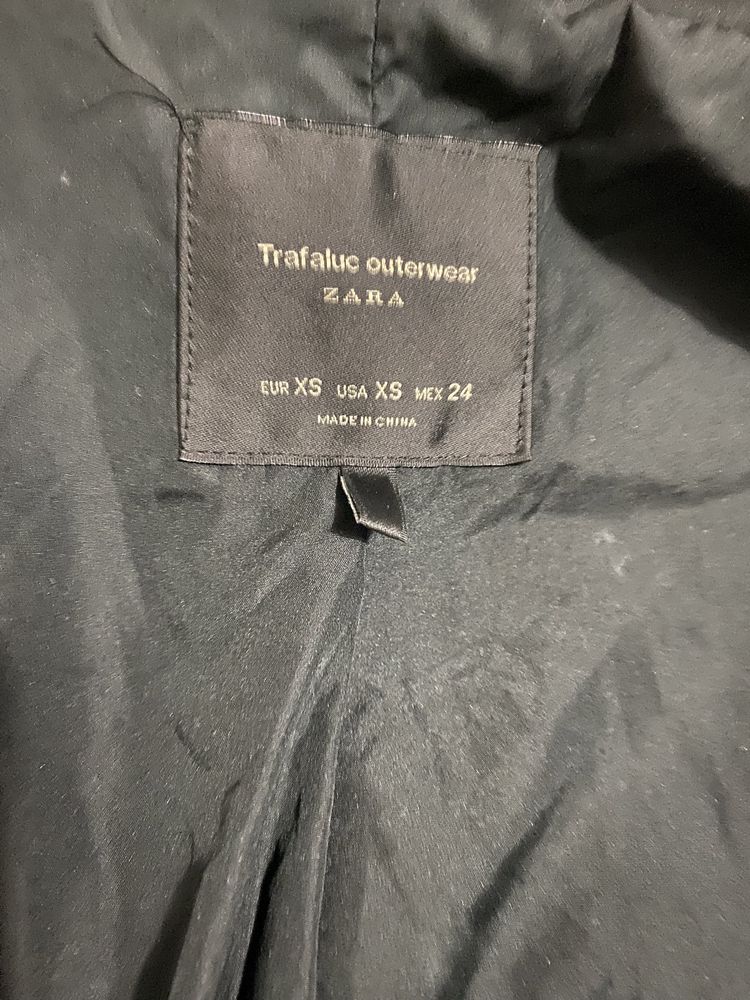 Trafaluc outerwear
ZARA
EUR XS USA XS MEX 24
MADE IN CHINA